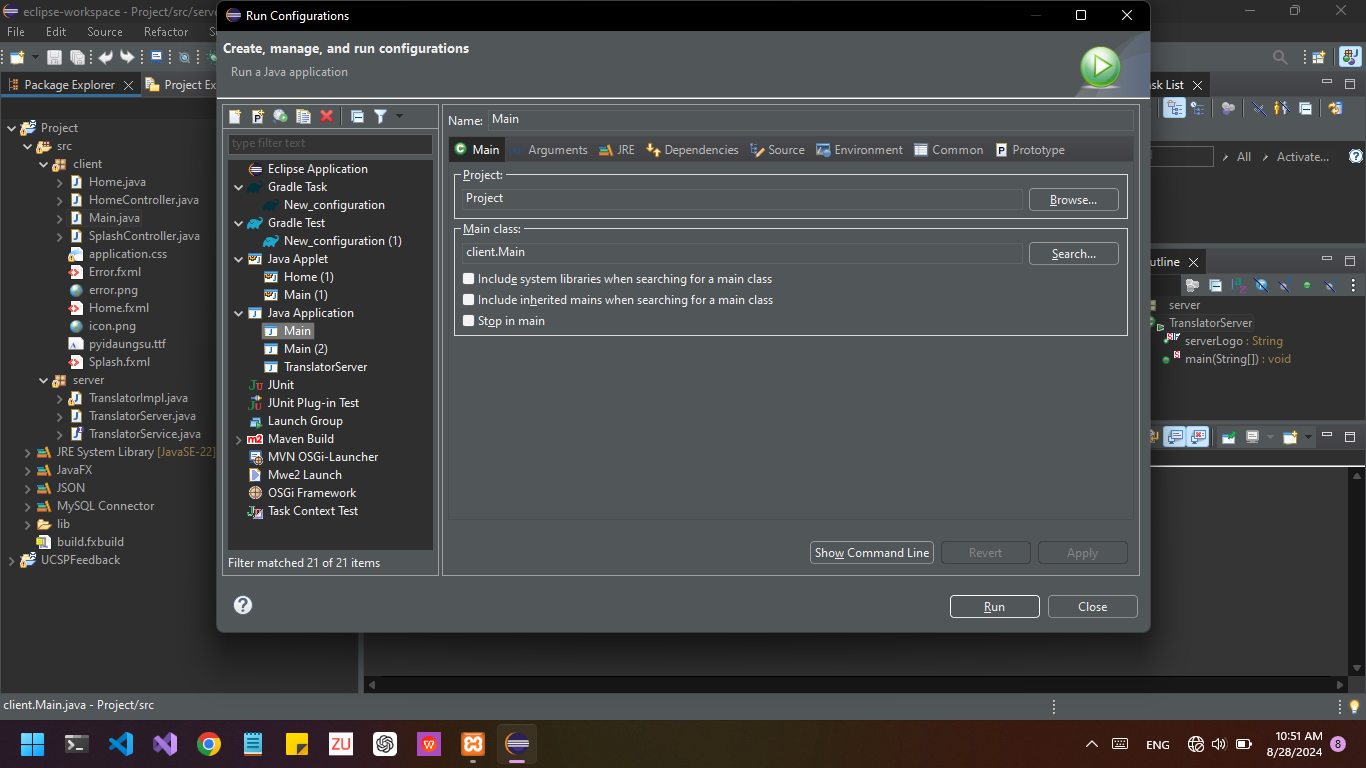 eclipse-workspace - Project/src/serve
Run Configurations
File Edit Source Refactor
Create, manage, and run configurations
Run a Java application
Package Explorer
Project Ex
sk List
type filter text
Name: Main
Main Arguments JRE Dependencies Source Environment Common Prototype
All Activate...
Project:
Project
Browse...
Main class:
client.Main
Search...
Include system libraries when searching for a main class
Include inherited mains when searching for a main class
Stop in main
Eclipse Application
Gradle Task
New_configuration
Gradle Test
New_configuration (1)
Java Applet
Home (1)
Main (1)
Java Application
Main
Main (2)
TranslatorServer
JUnit
JUnit Plug-in Test
Launch Group
Maven Build
m2
MVN OSGi-Launcher
Mwe2 Launch
OSGi Framework
Task Context Test
Filter matched 21 of 21 items
Show Command Line
Revert
Apply
Run
Close
Project
src
client
Home.java
HomeController.java
Main.java
SplashController.java
application.css
Error.fxml
error.png
Home.fxml
icon.png
pyidaungsu.ttf
Splash.fxml
server
TranslatorImpl.java
TranslatorServer.java
TranslatorService.java
JRE System Library [JavaSE-22]
JavaFX
JSON
MySQL Connector
lib
build.fxbuild
UCSPFeedback
utline
server
TranslatorServer
serverLogo : String
main(String[]) : void
client.Main.java - Project/src
ZU
ENG
10:51 AM
8/28/2024
8